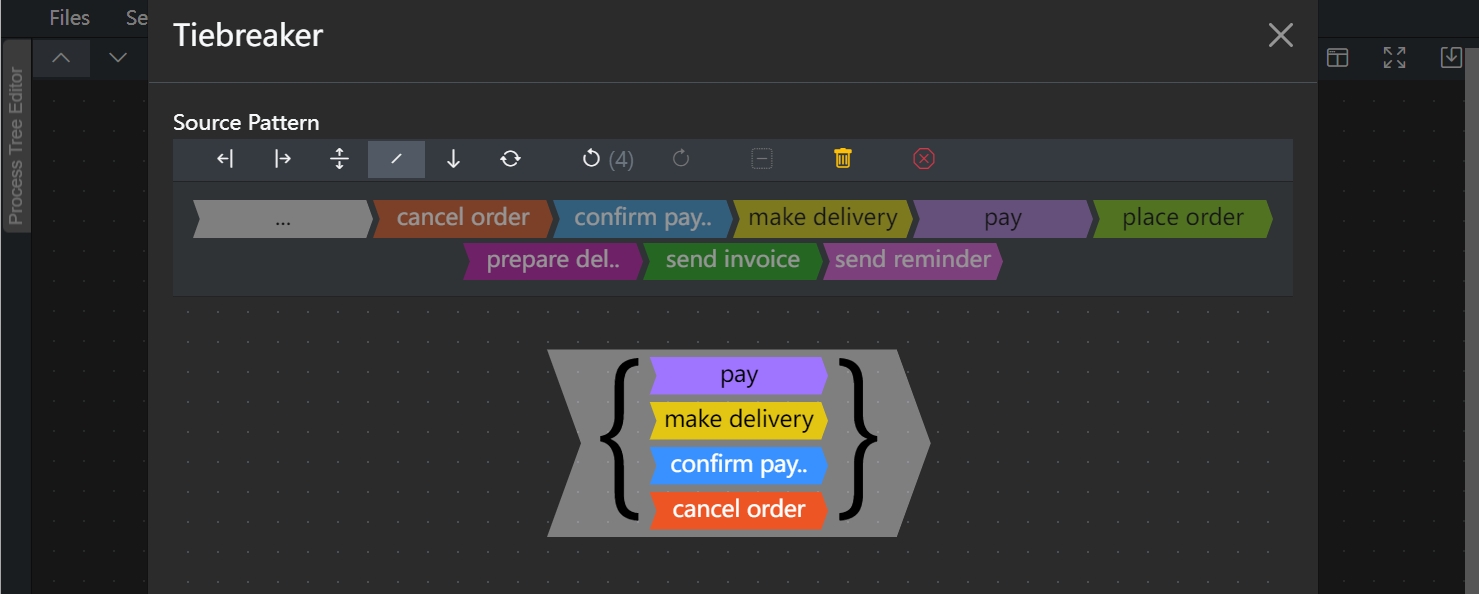 Files Se
Tiebreaker
Process Tree Editor
Source Pattern
(4)
... cancel order confirm pay.. make delivery pay place order
prepare del.. send invoice send reminder
pay
make delivery
confirm pay..
cancel order